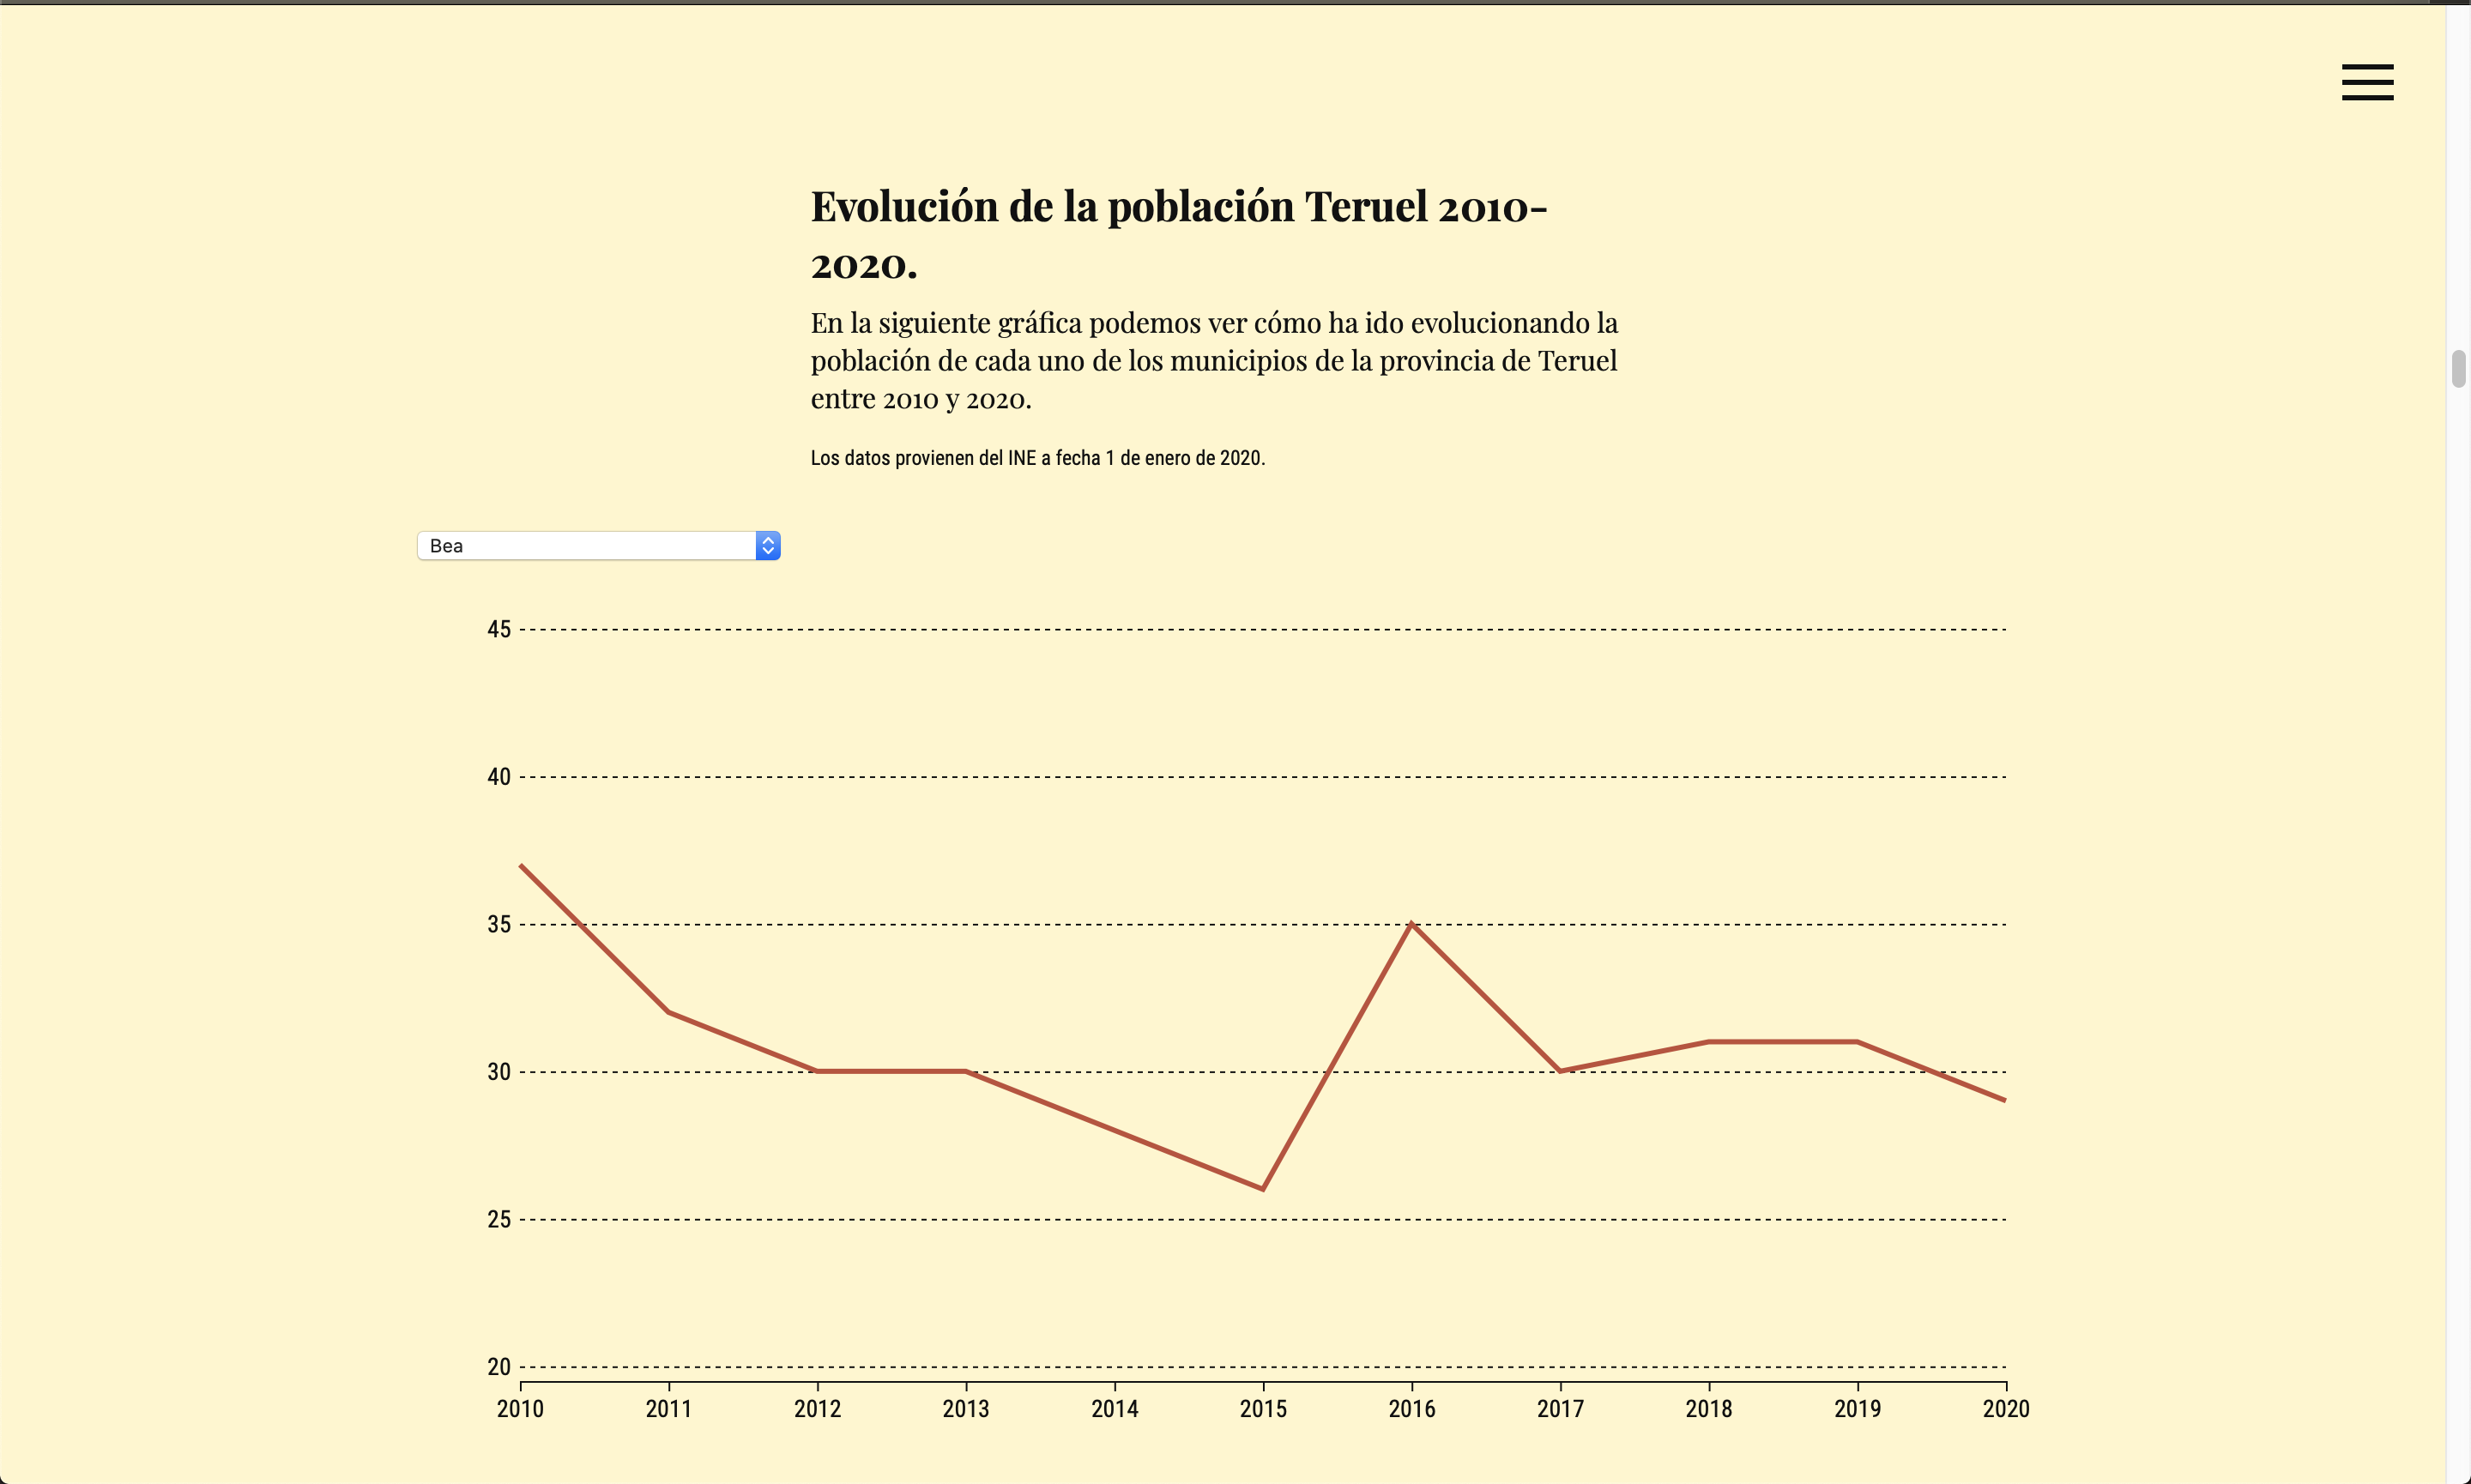 Evolución de la población Teruel 2010-
2020.
En la siguiente gráfica podemos ver cómo ha ido evolucionando la
población de cada uno de los municipios de la provincia de Teruel
entre 2010 y 2020.
Los datos provienen del INE a fecha 1 de enero de 2020.
Bea
45
40
35
30
25
20
2010 2011 2012 2013 2014 2015 2016 2017 2018 2019 2020